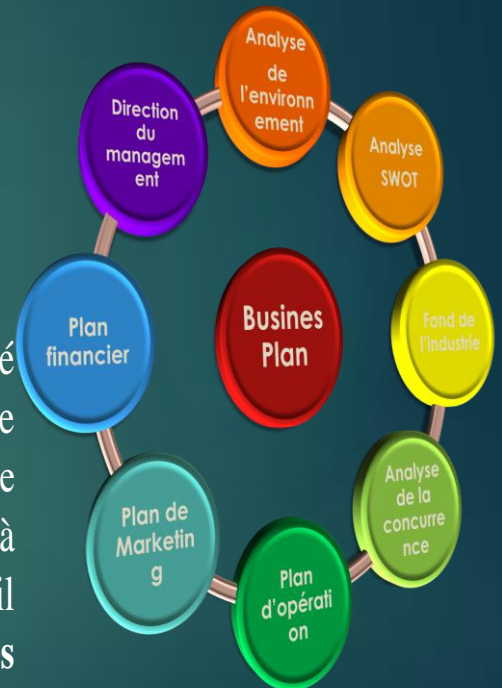 Analyse
de
l'environn
ement
Analyse
SWOT
Fond de
l'industrie
Analyse
de la
concurre
nce
Plan
d'opérati
on
Plan de
Marketin
g
Plan
financier
Direction
du
managem
ent
Busines
Plan
é
e
e
à
il
s